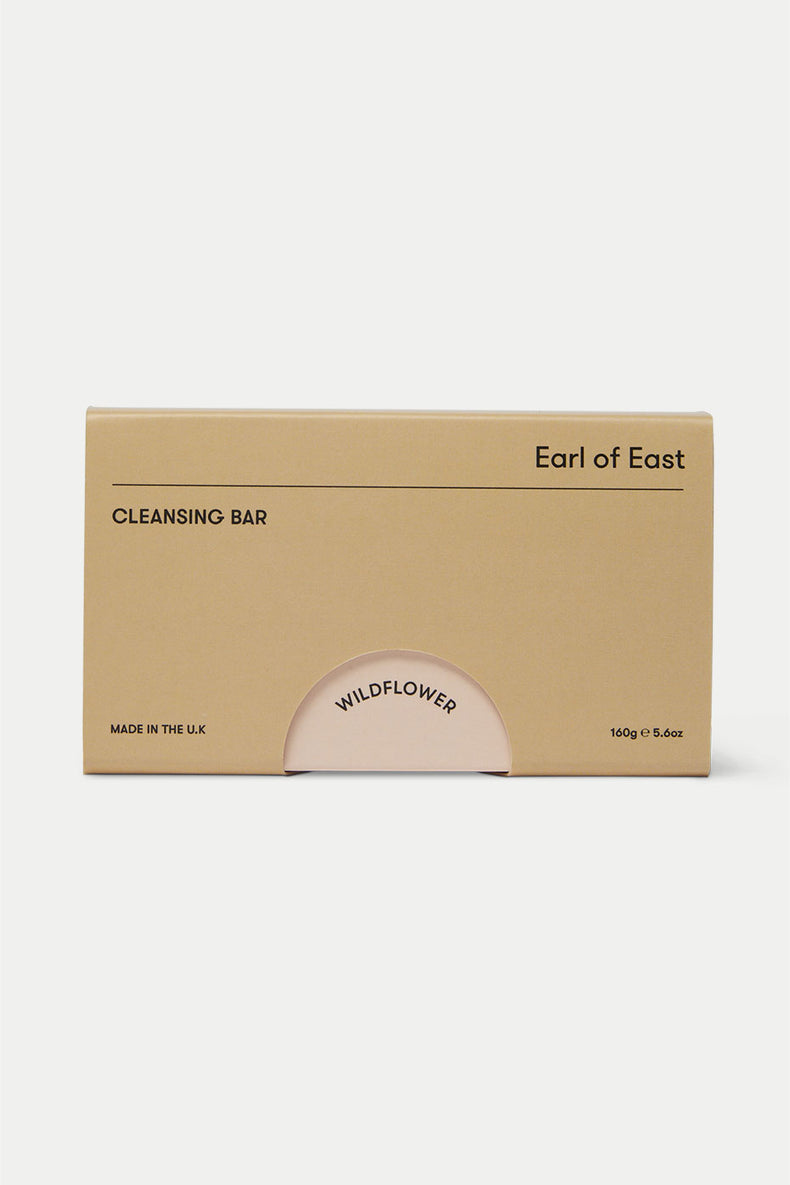 Earl of East
CLEANSING BAR
WILDFLOWER
MADE IN THE U.K
160g ℮ 5.6oz